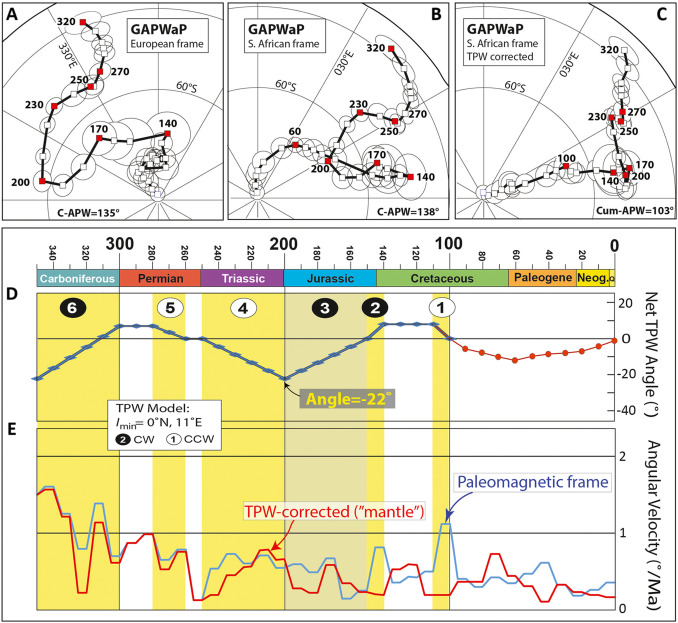 A
GAPWaP
European frame
320
330°E
60°S
270
250
230
170
140
200
C-APW=135°
B
GAPWaP
S. African frame
320
030°E
60°S
230
270
250
60
200
170
140
C-APW=138°
C
GAPWaP
S. African frame
TPW corrected
320
030°E
60°S
270
230
250
100
170
140
200
Cum-APW=103°
340 320 300 280 260 240 220 200 180 160 140 120 100 80 60 40 20 0
Carboniferous Permian Triassic Jurassic Cretaceous Paleogene Neog. Q
D
6 5 4 3 2 1
20
0
-20
-40
Net TPW Angle (°)
Angle=-22°
TPW Model:
Imin= 0°N, 11°E
2 CW 1 CCW
E
2
1
0
Angular Velocity (°/Ma)
Paleomagnetic frame
TPW-corrected ("mantle")